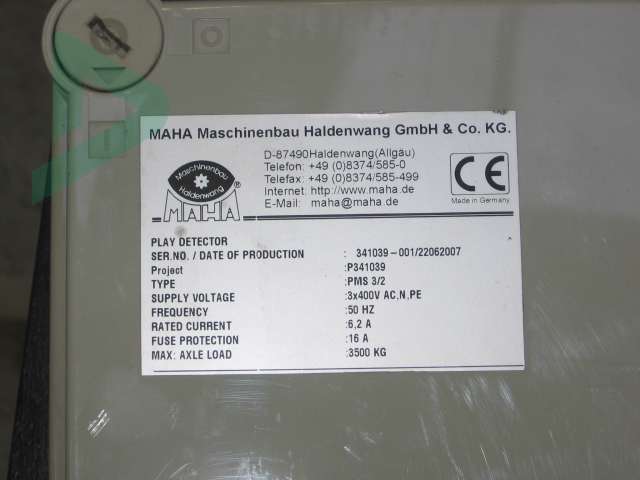 MAHA Maschinenbau Haldenwang GmbH & Co. KG.
Maschinenbau
Haldenwang
MAHA®
D-87490Haldenwang(Allgäu)
Telefon: +49 (0)8374/585-0
Telefax: +49 (0)8374/585-499
Internet: http://www.maha.de
E-Mail: maha@maha.de
CE
Made in Germany
PLAY DETECTOR
SER.NO. / DATE OF PRODUCTION : 341039-001/22062007
Project :P341039
TYPE :PMS 3/2
SUPPLY VOLTAGE :3x400V AC,N,PE
FREQUENCY :50 HZ
RATED CURRENT :6,2 A
FUSE PROTECTION :16 A
MAX: AXLE LOAD :3500 KG